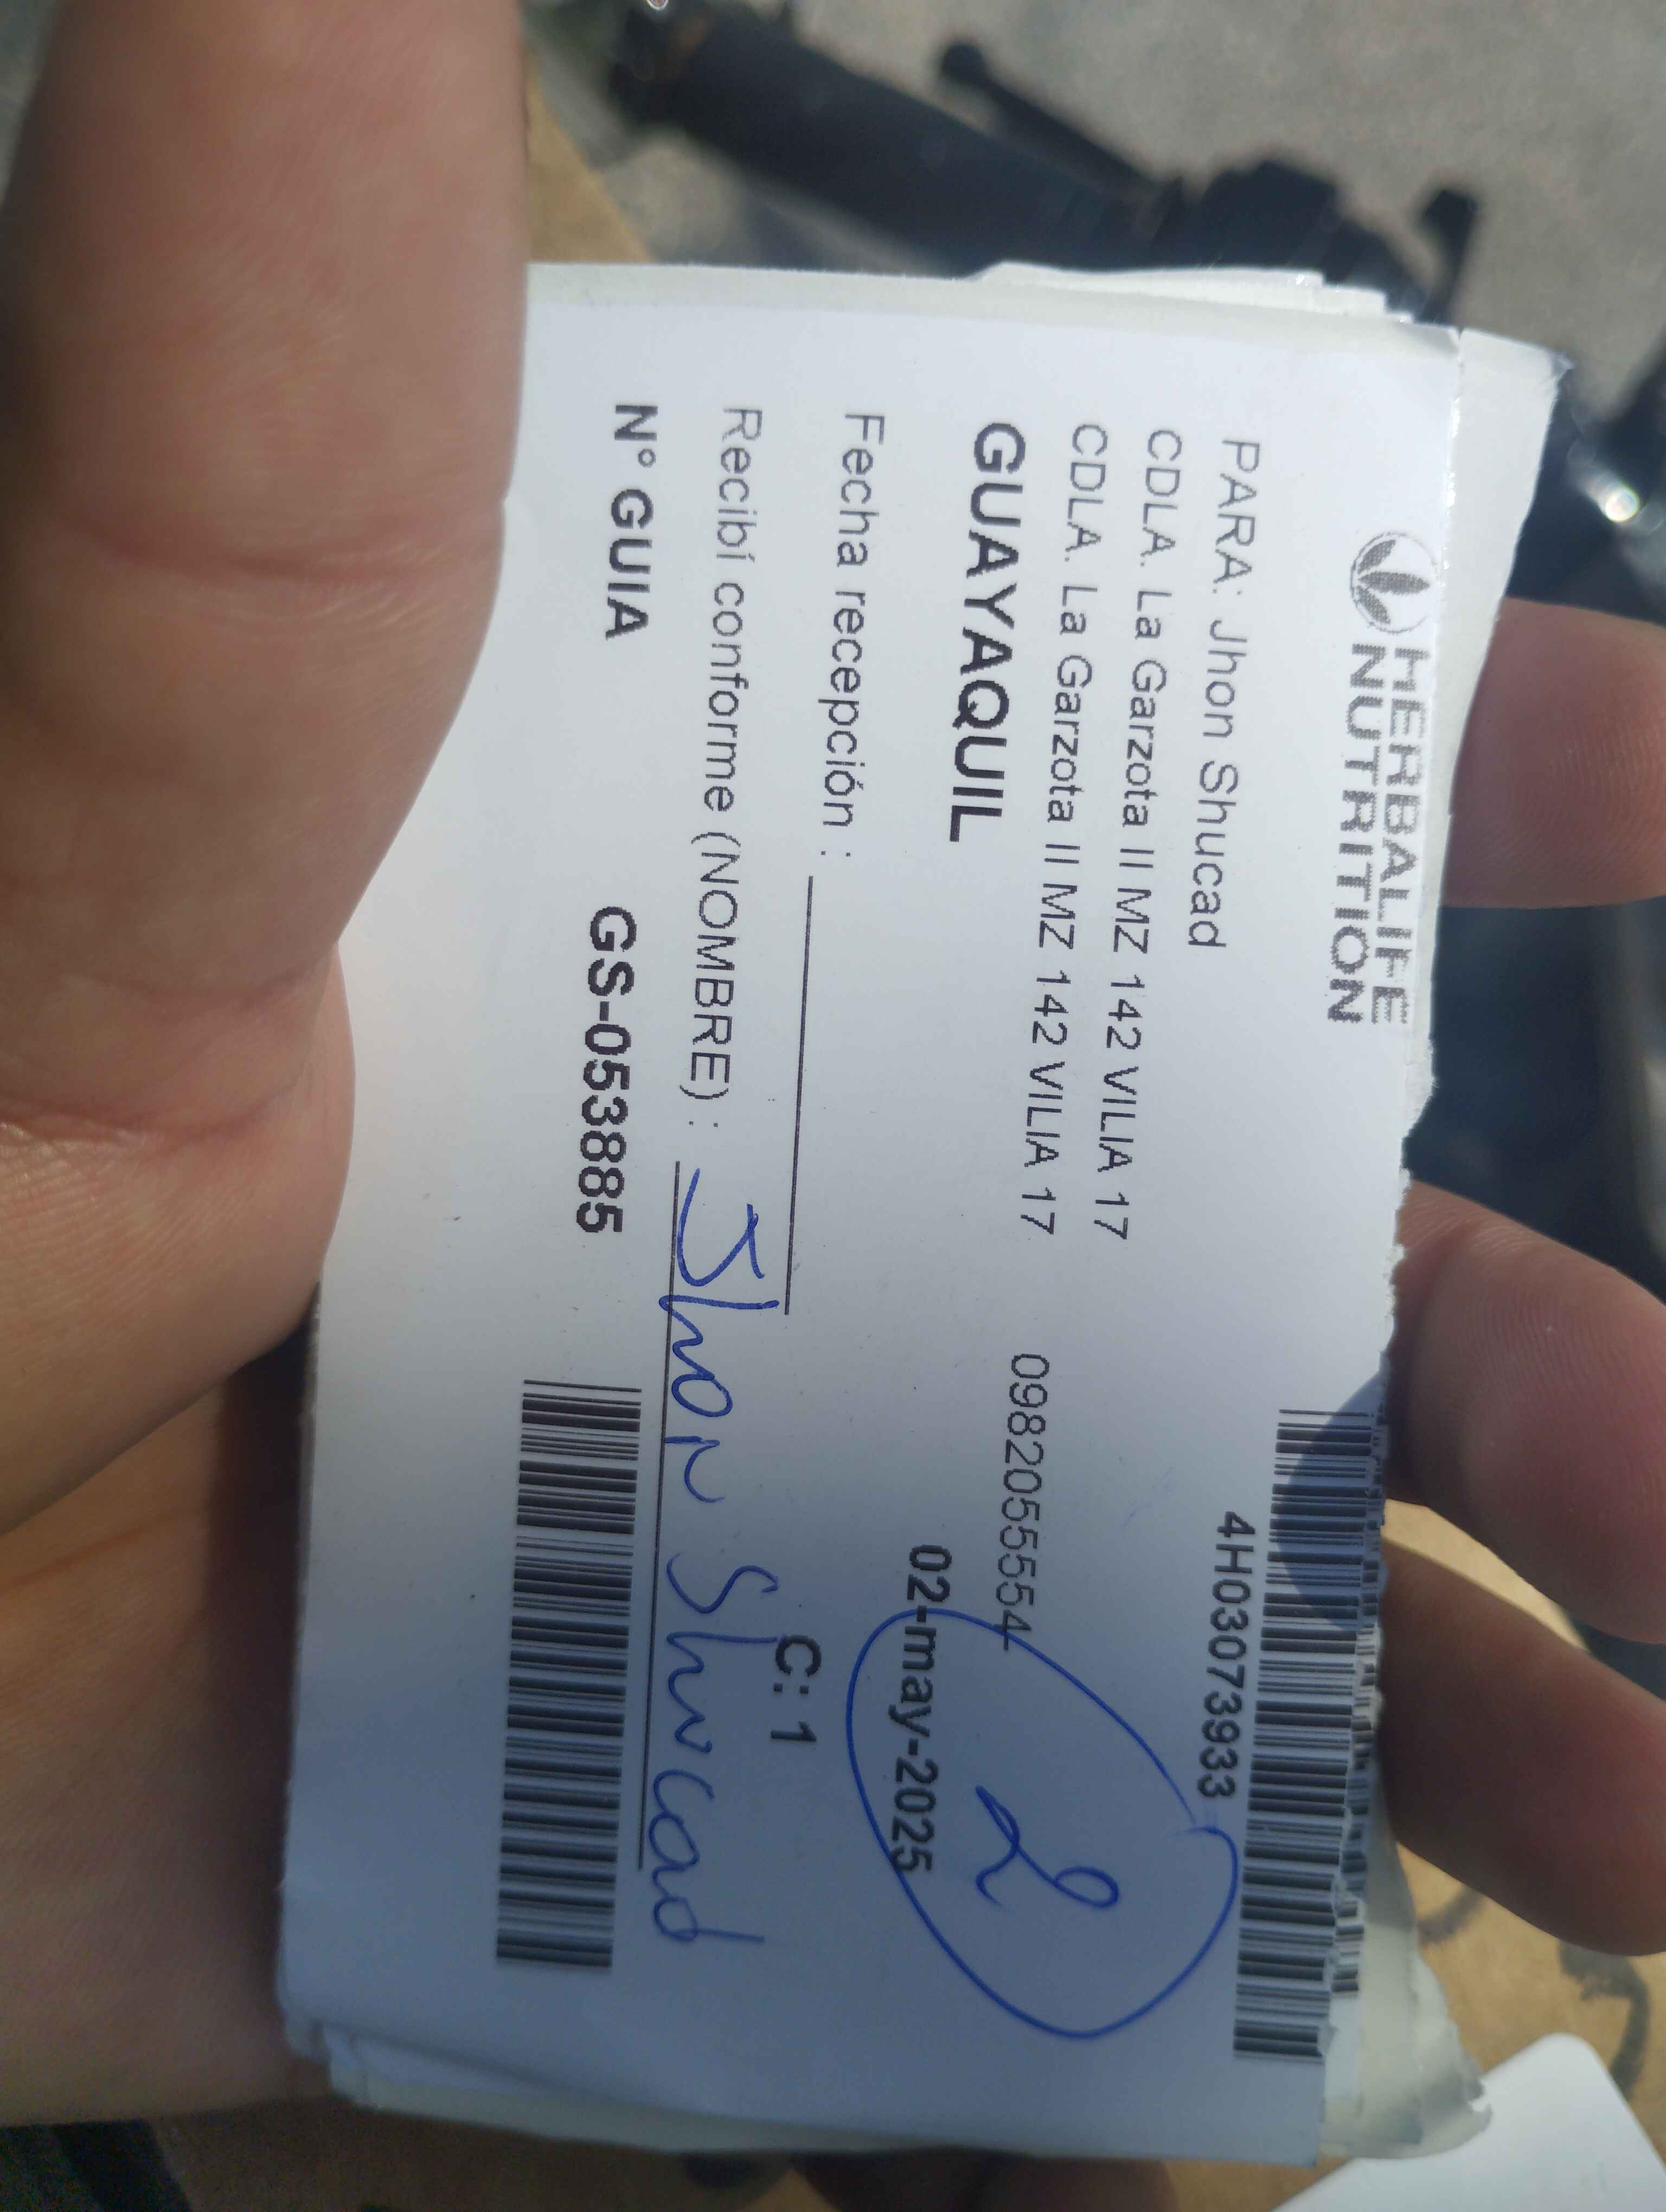 HERBALIFE
NUTRITION
4H03073933
PARA: Jhon Shucad
CDLA. La Garzota II MZ 142 VILIA 17
CDLA. La Garzota II MZ 142 VILIA 17 0982055554
GUAYAQUIL
2
02-may-2025
Fecha recepción :
C: 1
Recibí conforme (NOMBRE) : Jhon Shucad
N° GUIA GS-053885